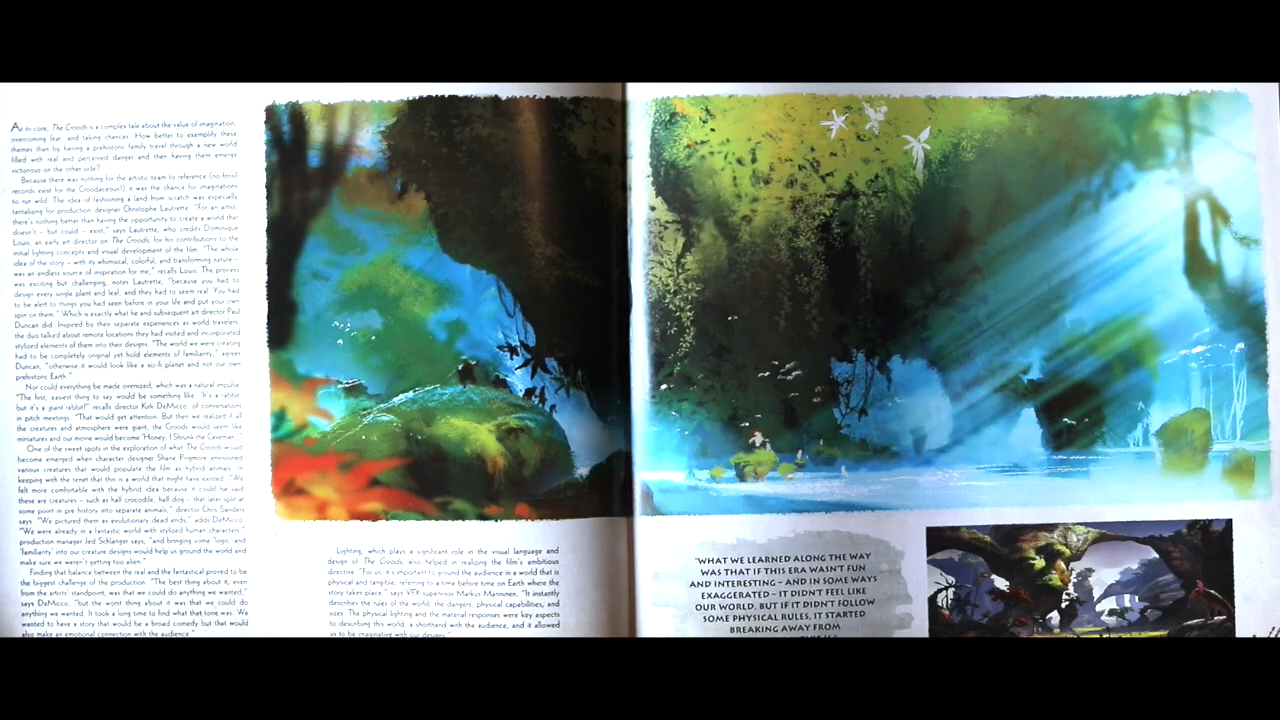 At its core, The Croods is a complex tale about the value of imagination,
overcoming fear, and taking chances. How better to exemplify these
themes than by having a prehistoric family travel through a new world
filled with real and perceived danger and then having them emerge
victorious on the other side?
Because there was nothing for the artistic team to reference (no fossil
records exist for the Croodaceous!) it was the chance for imaginations
to run wild. The idea of fashioning a land from scratch was especially
tantalising for production designer Christophe Lautrette. "For an artist,
there's nothing better than having the opportunity to create a world that
doesn't – but could – exist," says Lautrette, who credits Dominique
Louis, an early art director on The Croods, for his contributions to the
initial lighting concepts and visual development of the film. "The whole
idea of the story – with its whimsical, colorful, and transforming nature –
was an endless source of inspiration for me," recalls Louis. The process
was exciting but challenging, notes Lautrette, "because you had to
design every single plant and leaf, and they had to seem real. You had
to be alert to things you had seen before in your life and put your own
spin on them." Which is exactly what he and subsequent art director Paul
Duncan did. Inspired by their separate experiences as world travelers,
the duo talked about remote locations they had visited and incorporated
stylized elements of them into their designs. "The world we were creating
had to be completely original yet hold elements of familiarity," agrees
Duncan, "otherwise it would look like a sci-fi planet and not our own
prehistoric Earth."
Nor could everything be made oversized, which was a natural impulse.
"The first, easiest thing to say would be something like, 'It's a rabbit
but it's a giant rabbit!'" recalls director Kirk DeMicco, of conversations
in pitch meetings. "That would get attention. But then we realized if all
the creatures and atmosphere were giant, the Croods would seem like
miniatures and our movie would become 'Honey, I Shrunk the Caveman.'"
One of the sweet spots in the exploration of what The Croods would
become emerged when character designer Shane Prigmore envisioned
various creatures that would populate the film as hybrid animals. In
keeping with the tenet that this is a world that might have existed. "We
felt more comfortable with the hybrid idea because it could be said
these are creatures – such as half crocodile, half dog – that later split at
some point in pre history into separate animals," director Chris Sanders
says. "We pictured them as evolutionary dead ends," adds DeMicco.
"We were already in a fantastic world with stylized human characters,"
production manager Jed Schlanger says, "and bringing some 'logic' and
'familiarity' into our creature designs would help us ground the world and
make sure we weren't getting too alien."
Finding that balance between the real and the fantastical proved to be
the biggest challenge of the production. "The best thing about it, even
from the artists' standpoint, was that we could do anything we wanted,"
says DeMicco, "but the worst thing about it was that we could do
anything we wanted. It took a long time to find what that tone was. We
wanted to have a story that would be a broad comedy but that would
also make an emotional connection with the audience."
Lighting, which plays a significant role in the visual language and
design of The Croods, also helped in realizing the film's ambitious
directive. "For us, it's important to ground the audience in a world that is
physical and tangible, referring to a time before time on Earth where the
story takes place," says VFX supervisor Markus Manninen. "It instantly
describes the rules of the world, the dangers, physical capabilities, and
sizes. The physical lighting and the material responses were key aspects
to describing this world, a shorthand with the audience, and it allowed
us to be imaginative with our designs."
"WHAT WE LEARNED ALONG THE WAY
WAS THAT IF THIS ERA WASN'T FUN
AND INTERESTING – AND IN SOME WAYS
EXAGGERATED – IT DIDN'T FEEL LIKE
OUR WORLD. BUT IF IT DIDN'T FOLLOW
SOME PHYSICAL RULES, IT STARTED
BREAKING AWAY FROM